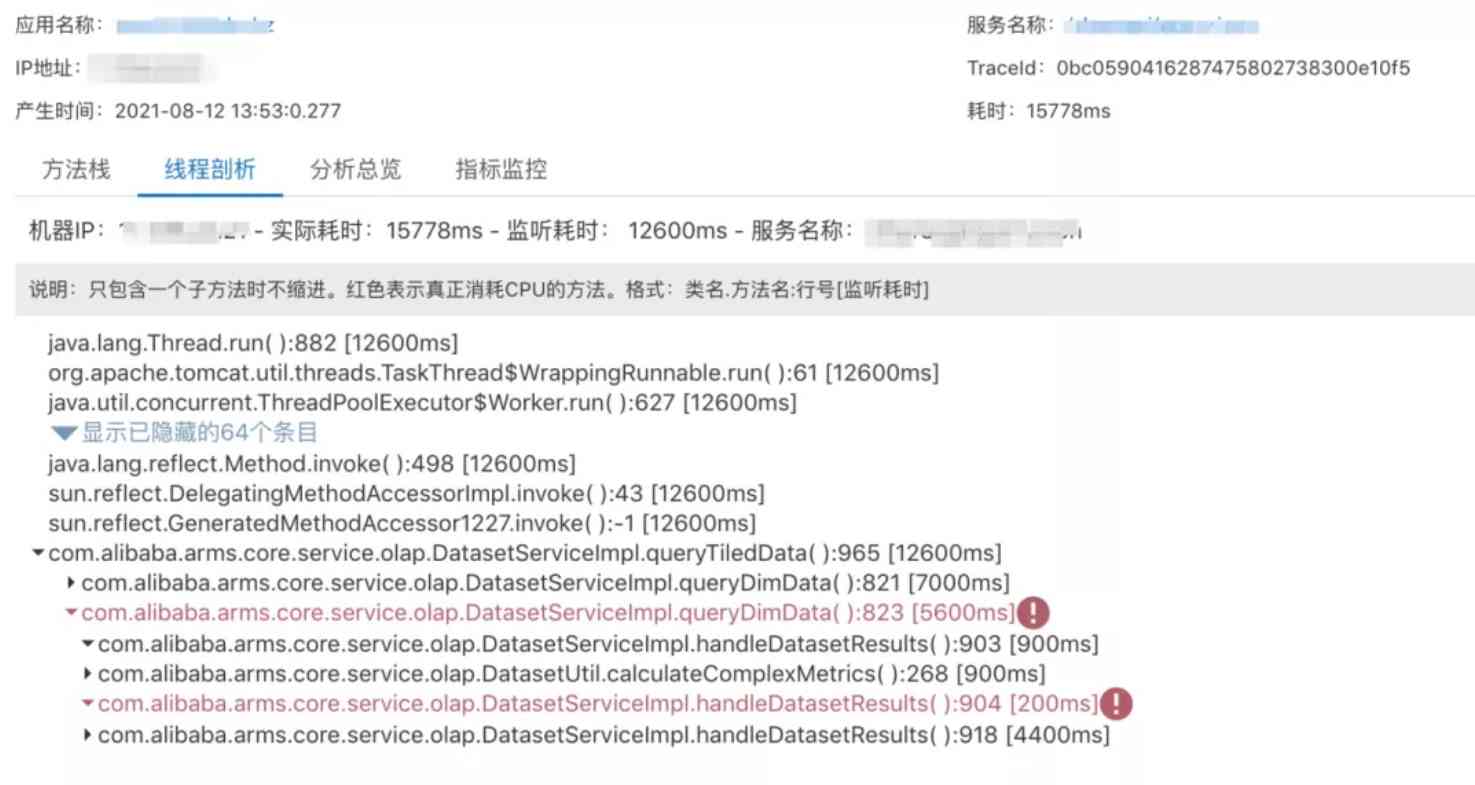 应用名称：
服务名称：
IP地址：
TraceId：0bc0590416287475802738300e10f5
产生时间：2021-08-12 13:53:0.277
耗时：15778ms
方法栈 线程剖析 分析总览 指标监控
机器IP： - 实际耗时：15778ms - 监听耗时： 12600ms - 服务名称：
说明：只包含一个子方法时不缩进。红色表示真正消耗CPU的方法。格式：类名.方法名:行号[监听耗时]
java.lang.Thread.run( ):882 [12600ms]
org.apache.tomcat.util.threads.TaskThread$WrappingRunnable.run( ):61 [12600ms]
java.util.concurrent.ThreadPoolExecutor$Worker.run( ):627 [12600ms]
显示已隐藏的64个条目
java.lang.reflect.Method.invoke( ):498 [12600ms]
sun.reflect.DelegatingMethodAccessorImpl.invoke( ):43 [12600ms]
sun.reflect.GeneratedMethodAccessor1227.invoke( ):-1 [12600ms]
com.alibaba.arms.core.service.olap.DatasetServiceImpl.queryTiledData( ):965 [12600ms]
com.alibaba.arms.core.service.olap.DatasetServiceImpl.queryDimData( ):821 [7000ms]
com.alibaba.arms.core.service.olap.DatasetServiceImpl.queryDimData( ):823 [5600ms]
com.alibaba.arms.core.service.olap.DatasetServiceImpl.handleDatasetResults( ):903 [900ms]
com.alibaba.arms.core.service.olap.DatasetUtil.calculateComplexMetrics( ):268 [900ms]
com.alibaba.arms.core.service.olap.DatasetServiceImpl.handleDatasetResults( ):904 [200ms]
com.alibaba.arms.core.service.olap.DatasetServiceImpl.handleDatasetResults( ):918 [4400ms]